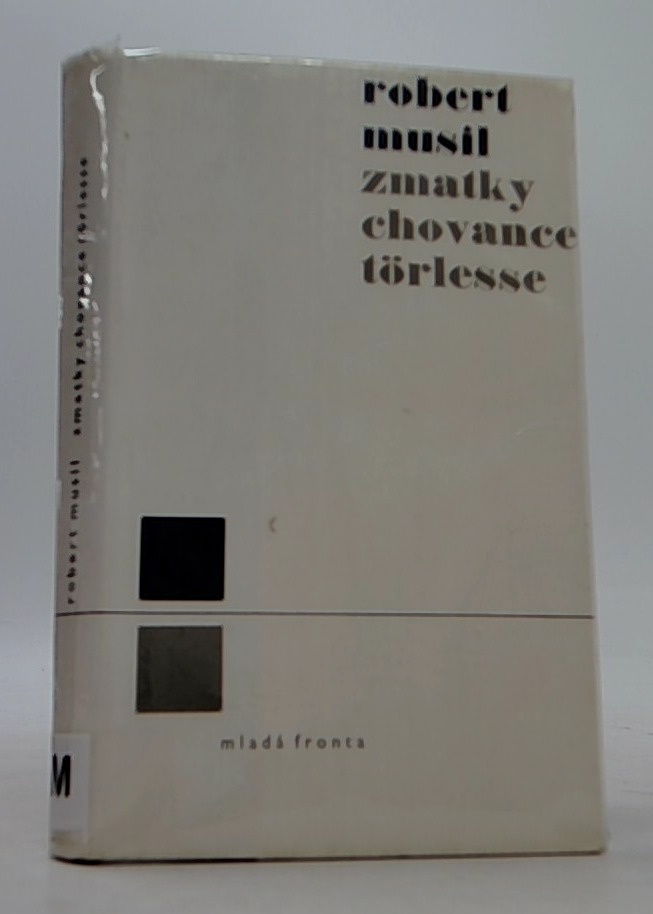 robert
musil
zmatky
chovance
törlesse
robert musil zmatky chovance törlesse
mladá fronta
M